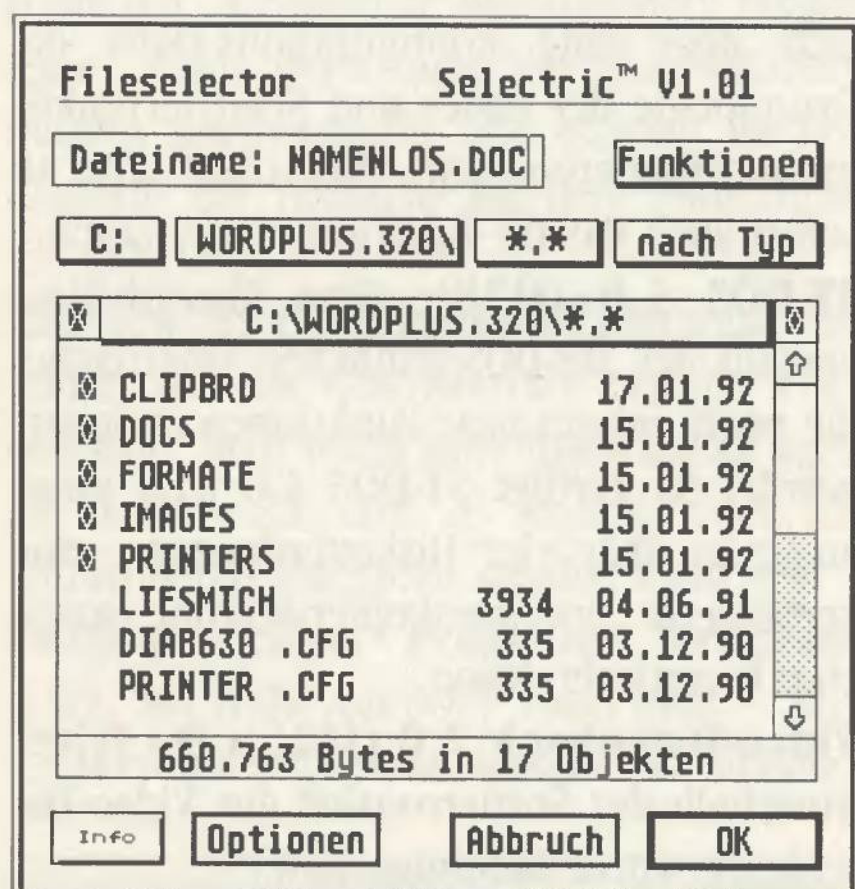 Fileselector Selectric™ V1.01
Dateiname: NAMENLOS.DOC Funktionen
C: WORDPLUS.320\ *.* nach Typ
C:\WORDPLUS.320\*.*
CLIPBRD 17.01.92
DOCS 15.01.92
FORMATE 15.01.92
IMAGES 15.01.92
PRINTERS 15.01.92
LIESMICH 3934 04.06.91
DIAB630 .CFG 335 03.12.90
PRINTER .CFG 335 03.12.90
660.763 Bytes in 17 Objekten
Info Optionen Abbruch OK